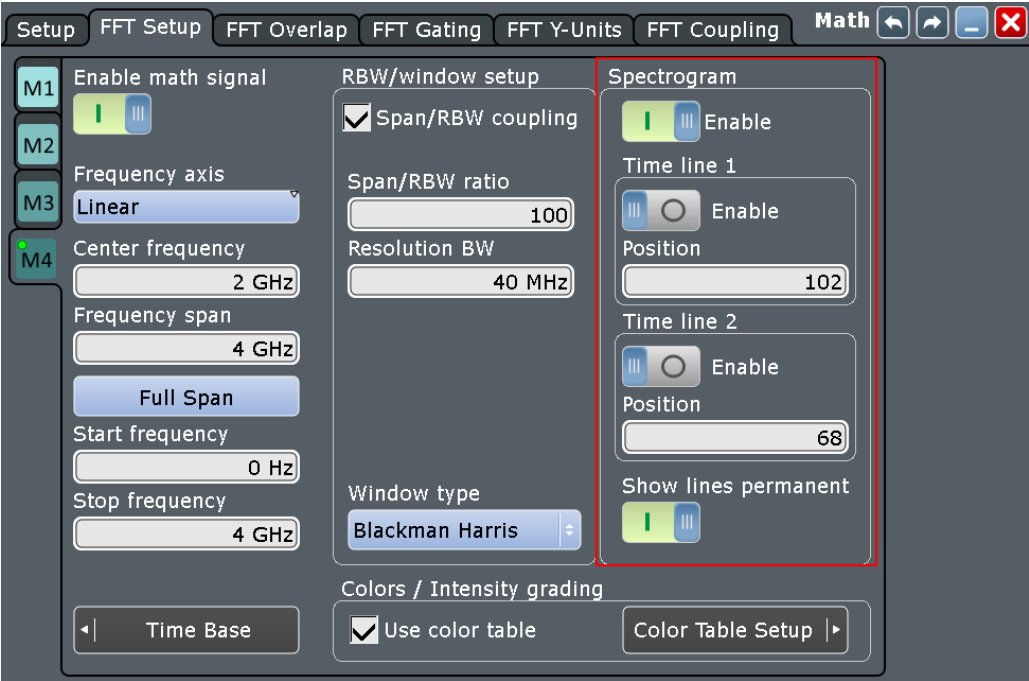 Setup
FFT Setup
FFT Overlap
FFT Gating
FFT Y-Units
FFT Coupling
Math
M1
M2
M3
M4
Enable math signal
Frequency axis
Linear
Center frequency
2 GHz
Frequency span
4 GHz
Full Span
Start frequency
0 Hz
Stop frequency
4 GHz
Time Base
RBW/window setup
Span/RBW coupling
Span/RBW ratio
100
Resolution BW
40 MHz
Window type
Blackman Harris
Spectrogram
Enable
Time line 1
Enable
Position
102
Time line 2
Enable
Position
68
Show lines permanent
Colors / Intensity grading
Use color table
Color Table Setup